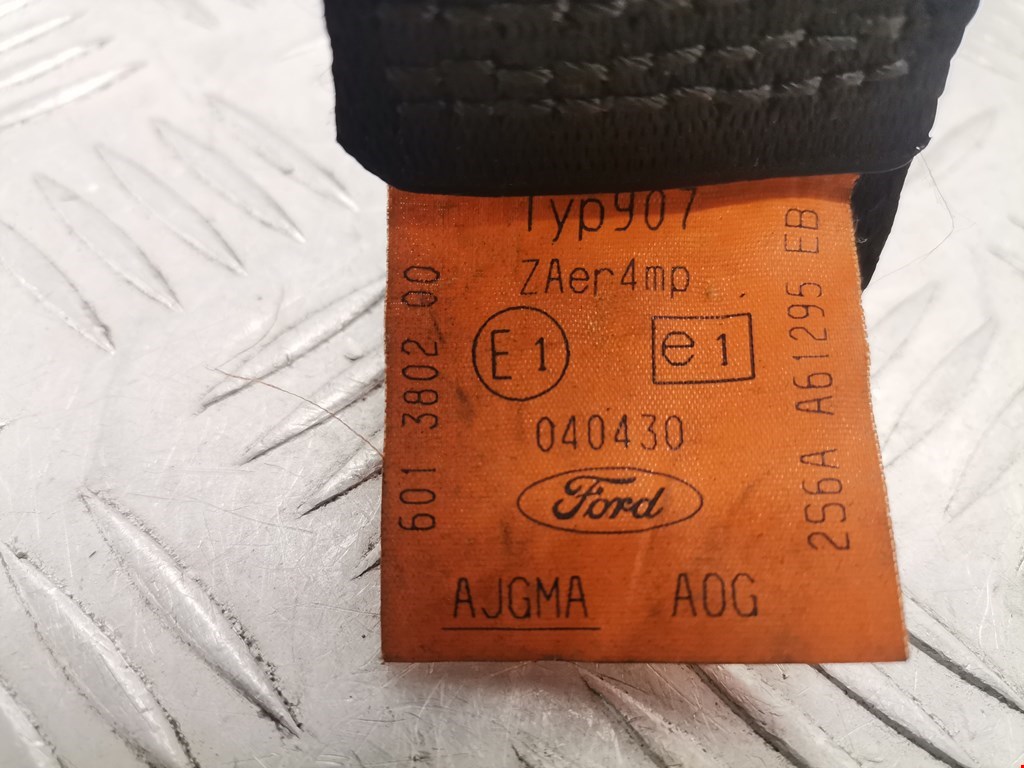 Typ907
ZAer4mp
E1
e1
040430
Ford
AJGMA AOG
601 3802 00
2S6A A61295 EB